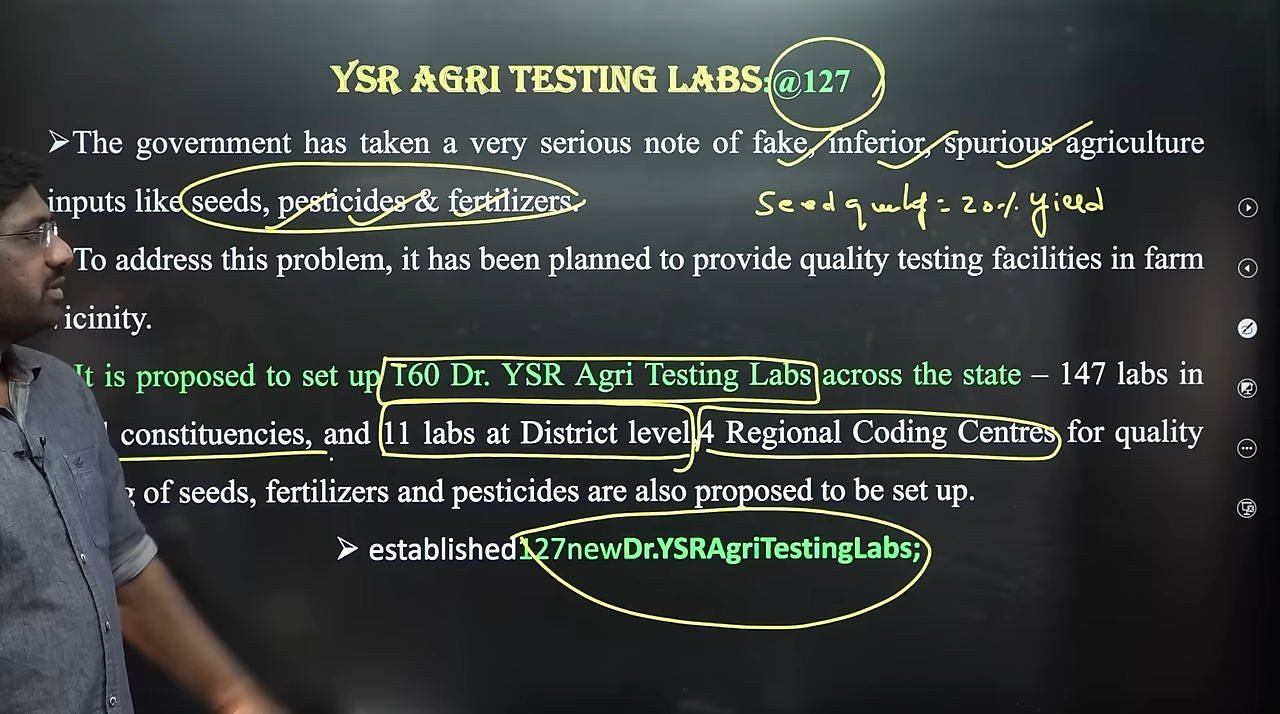 YSR AGRI TESTING LABS:@127
➢The government has taken a very serious note of fake, inferior, spurious agriculture
inputs like seeds, pesticides & fertilizers.
Seed quality = 20% yield
To address this problem, it has been planned to provide quality testing facilities in farm
icinity.
It is proposed to set up 160 Dr. YSR Agri Testing Labs across the state – 147 labs in
constituencies, and 11 labs at District level, 4 Regional Coding Centres for quality
g of seeds, fertilizers and pesticides are also proposed to be set up.
➢ established127newDr.YSRAgriTestingLabs;